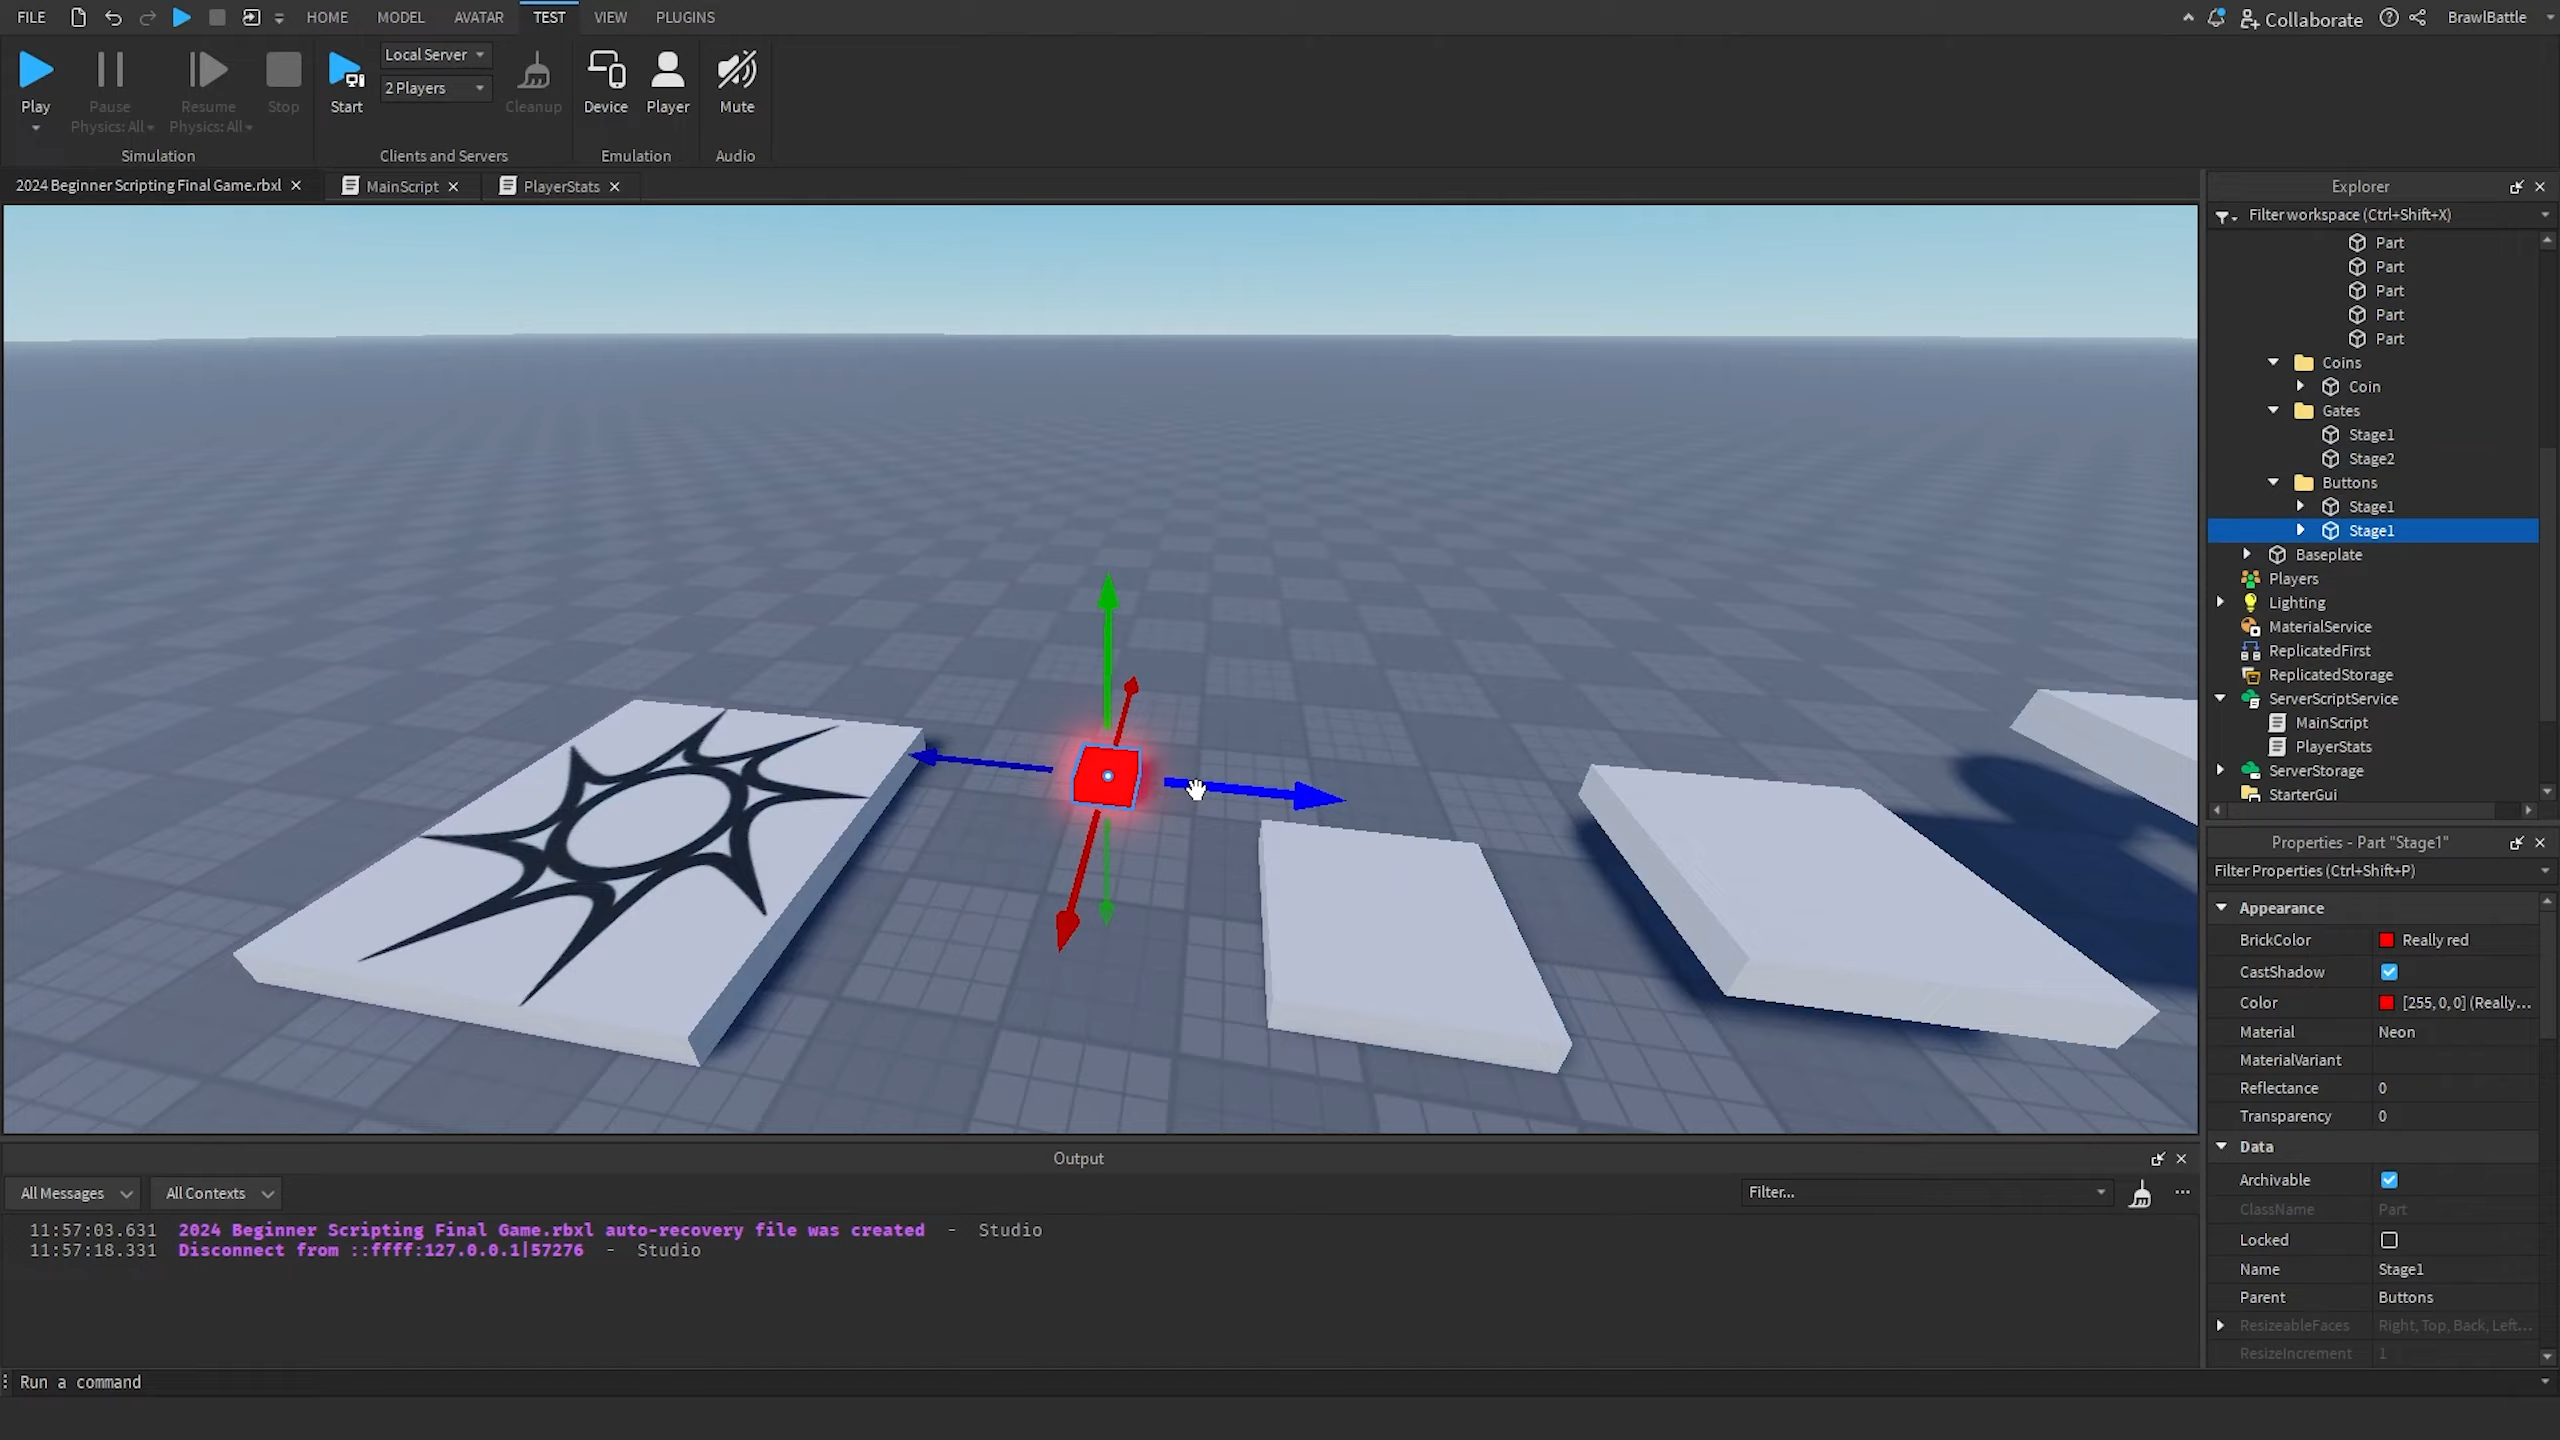 FILE HOME MODEL AVATAR TEST VIEW PLUGINS Collaborate BrawlBattle
Play
Pause
Physics: All
Resume
Physics: All
Stop
Simulation
Start
Local Server
2 Players
Cleanup
Clients and Servers
Device
Player
Emulation
Mute
Audio
2024 Beginner Scripting Final Game.rbxl
MainScript
PlayerStats
Explorer
Filter workspace (Ctrl+Shift+X)
Part
Part
Part
Part
Part
Coins
Coin
Gates
Stage1
Stage2
Buttons
Stage1
Stage1
Baseplate
Players
Lighting
MaterialService
ReplicatedFirst
ReplicatedStorage
ServerScriptService
MainScript
PlayerStats
ServerStorage
StarterGui
Properties - Part "Stage1"
Filter Properties (Ctrl+Shift+P)
Appearance
BrickColor Really red
CastShadow
Color [255, 0, 0] (Really...
Material Neon
MaterialVariant
Reflectance 0
Transparency 0
Data
Archivable
ClassName Part
Locked
Name Stage1
Parent Buttons
ResizeableFaces Right, Top, Back, Left...
ResizeIncrement 1
Output
All Messages All Contexts Filter...
11:57:03.631 2024 Beginner Scripting Final Game.rbxl auto-recovery file was created - Studio
11:57:18.331 Disconnect from ::ffff:127.0.0.1|57276 - Studio
Run a command